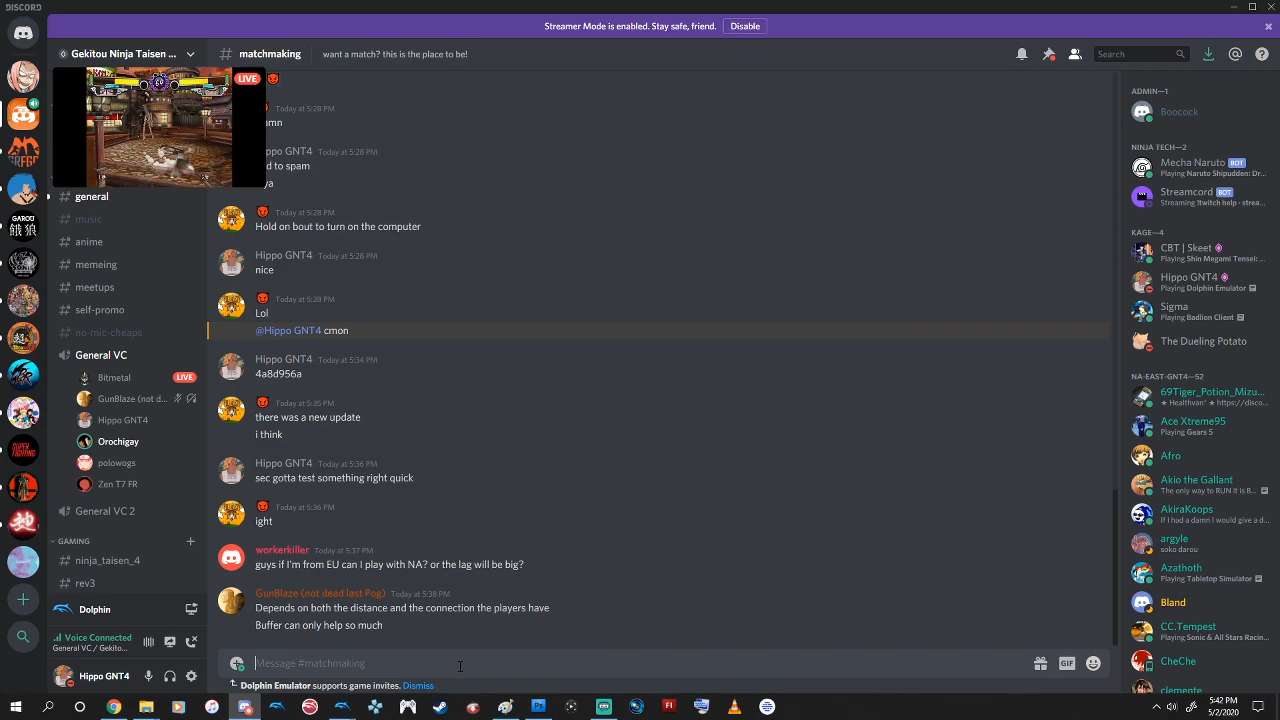 DISCORD
Streamer Mode is enabled. Stay safe, friend. Disable
Gekitou Ninja Taisen ...
# matchmaking want a match? this is the place to be!
Search
LIVE
general
music
anime
memeing
meetups
self-promo
no-mic-cheaps
General VC
Bitmetal LIVE
GunBlaze (not d...
Hippo GNT4
Orochigay
polowogs
Zen T7 FR
General VC 2
GAMING
ninja_taisen_4
rev3
Dolphin
Voice Connected
General VC / Gekito...
Hippo GNT4
Today at 5:28 PM
Today at 5:28 PM
Today at 5:28 PM
Hold on bout to turn on the computer
Hippo GNT4 Today at 5:28 PM
nice
Today at 5:28 PM
Lol
@Hippo GNT4 cmon
Hippo GNT4 Today at 5:34 PM
4a8d956a
Today at 5:35 PM
there was a new update
i think
Hippo GNT4 Today at 5:36 PM
sec gotta test something right quick
Today at 5:36 PM
ight
workerkiller Today at 5:37 PM
guys if I'm from EU can I play with NA? or the lag will be big?
GunBlaze (not dead last Pog) Today at 5:38 PM
Depends on both the distance and the connection the players have
Buffer can only help so much
Message #matchmaking
GIF
Dolphin Emulator supports game invites. Dismiss
ADMIN—1
Boocock
NINJA TECH—2
Mecha Naruto BOT
Playing Naruto Shipuden: Dr...
Streamcord BOT
Streaming !twitch help · strea...
KAGE—4
CBT | Skeet
Playing Shin Megami Tensei: ...
Hippo GNT4
Playing Dolphin Emulator
Sigma
Playing Badlion Client
The Dueling Potato
NA-EAST-GNT4—52
69Tiger_Potion_Mizu...
★ Healthvan* ★ https://disco...
Ace Xtreme95
Playing Gears 5
Afro
Akio the Gallant
The only way to RUN It is B...
AkiraKoops
If I had a damn I would give a d...
argyle
soko darou
Azathoth
Playing Tabletop Simulator
Bland
CC.Tempest
Playing Sonic & All Stars Racin...
CheChe
clemente
5:42 PM
5/2/2020